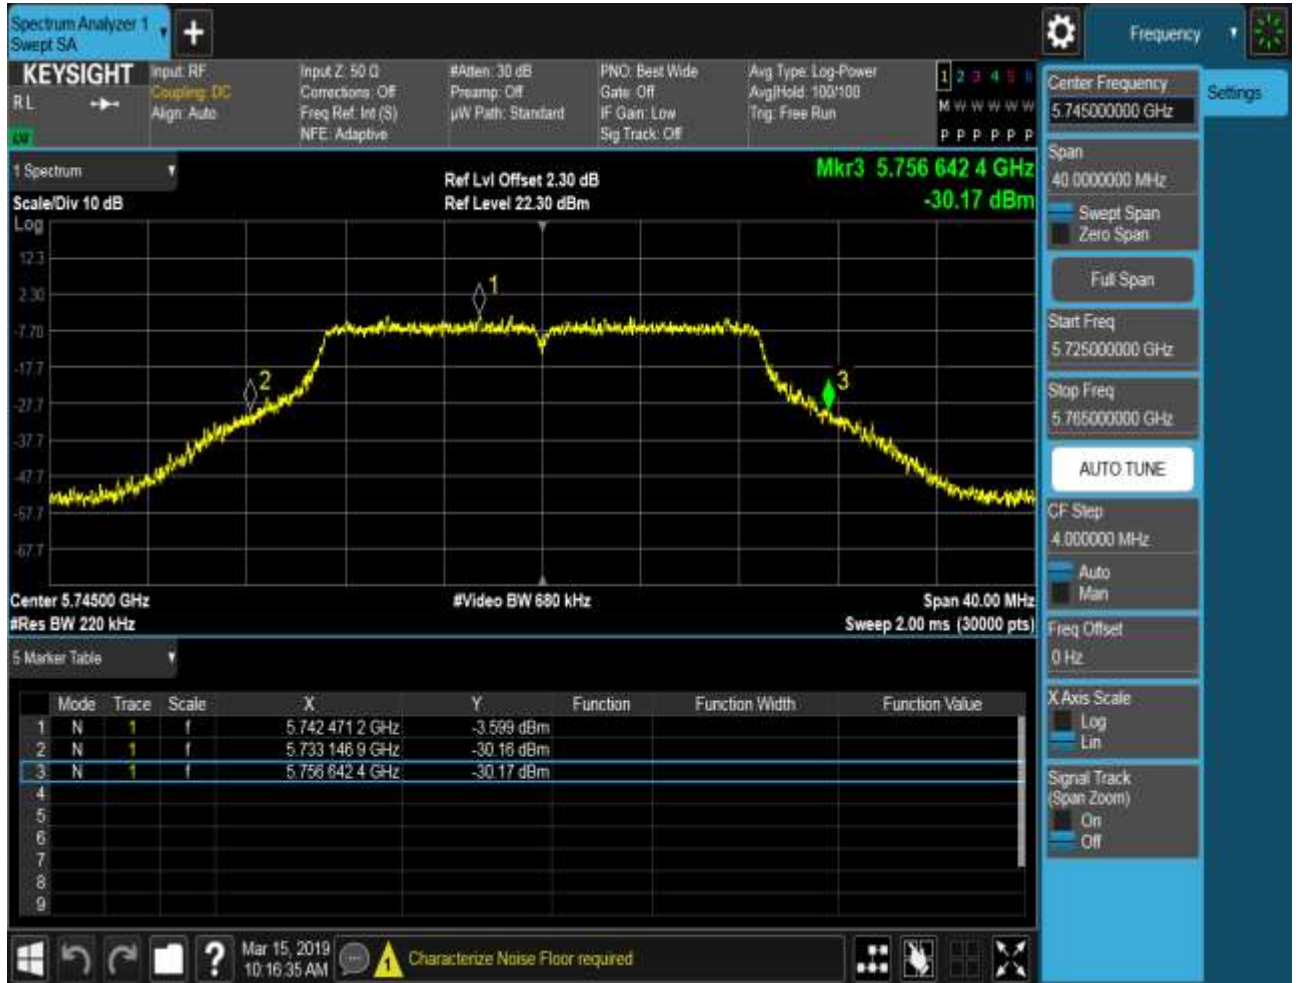 Spectrum Analyzer 1
Swept SA
+
Frequency
KEYSIGHT
RL
Input: RF
Coupling: DC
Align: Auto
Input Z: 50 Ω
Corrections: Off
Freq Ref: Int (S)
NFE: Adaptive
#Atten: 30 dB
Preamp: Off
µW Path: Standard
PNO: Best Wide
Gate: Off
IF Gain: Low
Sig Track: Off
Avg Type: Log-Power
Avg|Hold: 100/100
Trig: Free Run
1 2 3 4 5 6
M W W W W W
P P P P P P
1 Spectrum
Scale/Div 10 dB
Ref Lvl Offset 2.30 dB
Ref Level 22.30 dBm
Mkr3 5.756 642 4 GHz
-30.17 dBm
Log
12.3
2.30
-7.70
-17.7
-27.7
-37.7
-47.7
-57.7
-67.7
1
2
3
Center 5.74500 GHz
#Res BW 220 kHz
#Video BW 680 kHz
Span 40.00 MHz
Sweep 2.00 ms (30000 pts)
5 Marker Table
Mode Trace Scale X Y Function Function Width Function Value
1 N 1 f 5.742 471 2 GHz -3.599 dBm
2 N 1 f 5.733 146 9 GHz -30.16 dBm
3 N 1 f 5.756 642 4 GHz -30.17 dBm
4
5
6
7
8
9
?
Mar 15, 2019
10:16:35 AM
1
Characterize Noise Floor required
Center Frequency
5.745000000 GHz
Settings
Span
40.0000000 MHz
Swept Span
Zero Span
Full Span
Start Freq
5.725000000 GHz
Stop Freq
5.765000000 GHz
AUTO TUNE
CF Step
4.000000 MHz
Auto
Man
Freq Offset
0 Hz
X Axis Scale
Log
Lin
Signal Track
(Span Zoom)
On
Off